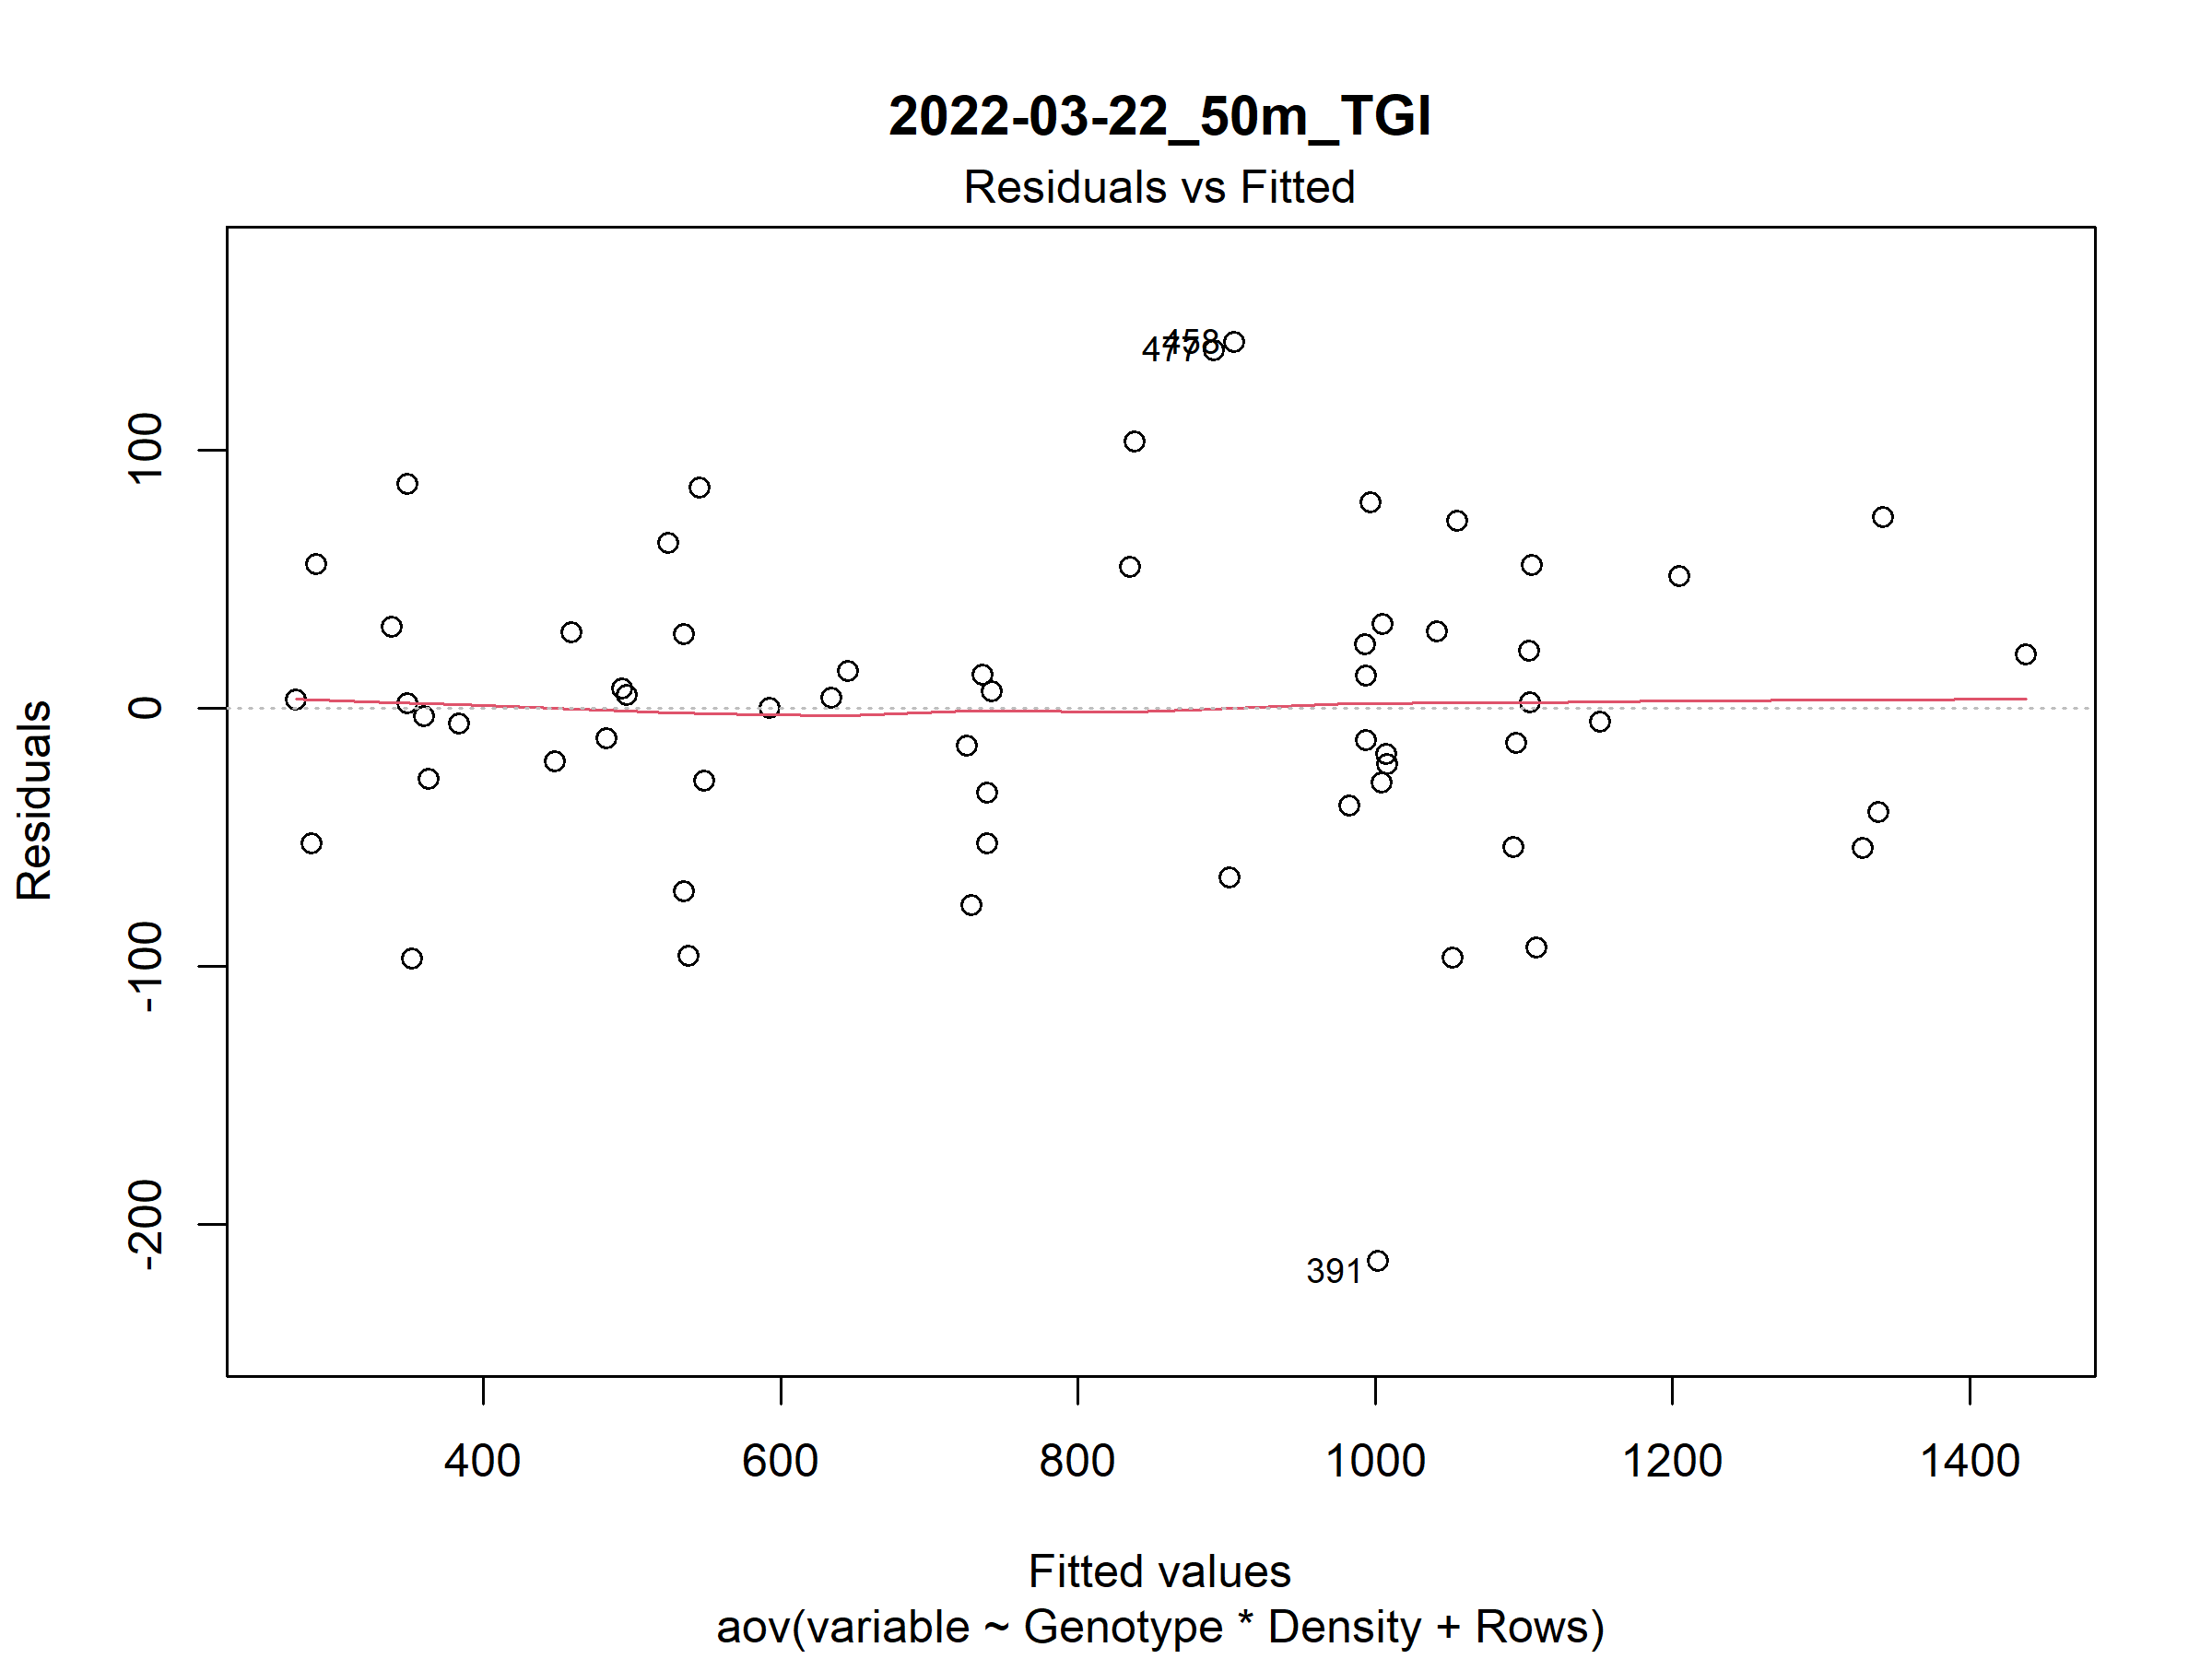 2022-03-22_50m_TGI
Residuals vs Fitted
458
477
391
Residuals
100
0
-100
-200
400 600 800 1000 1200 1400
Fitted values
aov(variable ~ Genotype * Density + Rows)